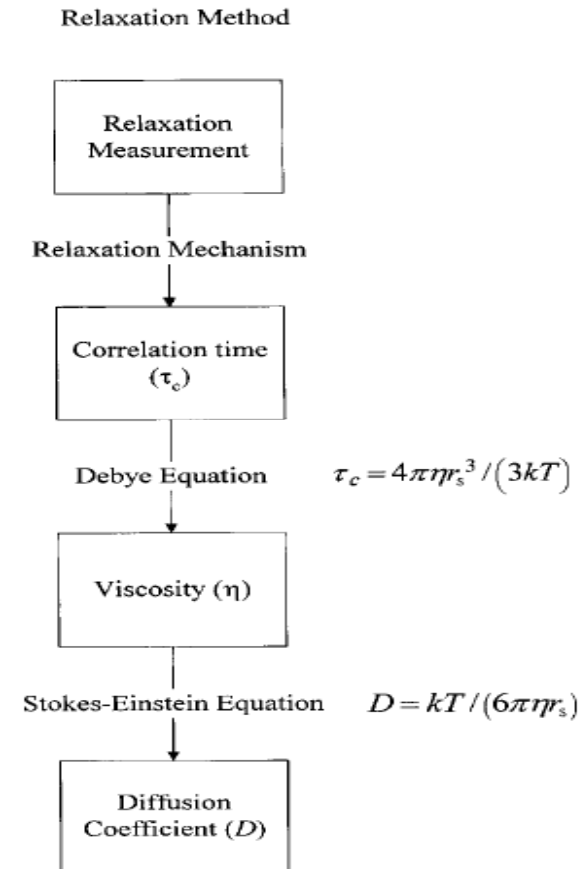 Relaxation Method
Relaxation
Measurement
Relaxation Mechanism
Correlation time
(τc)
Debye Equation τc = 4πηrs³/(3kT)
Viscosity (η)
Stokes-Einstein Equation D = kT/(6πηrs)
Diffusion
Coefficient (D)